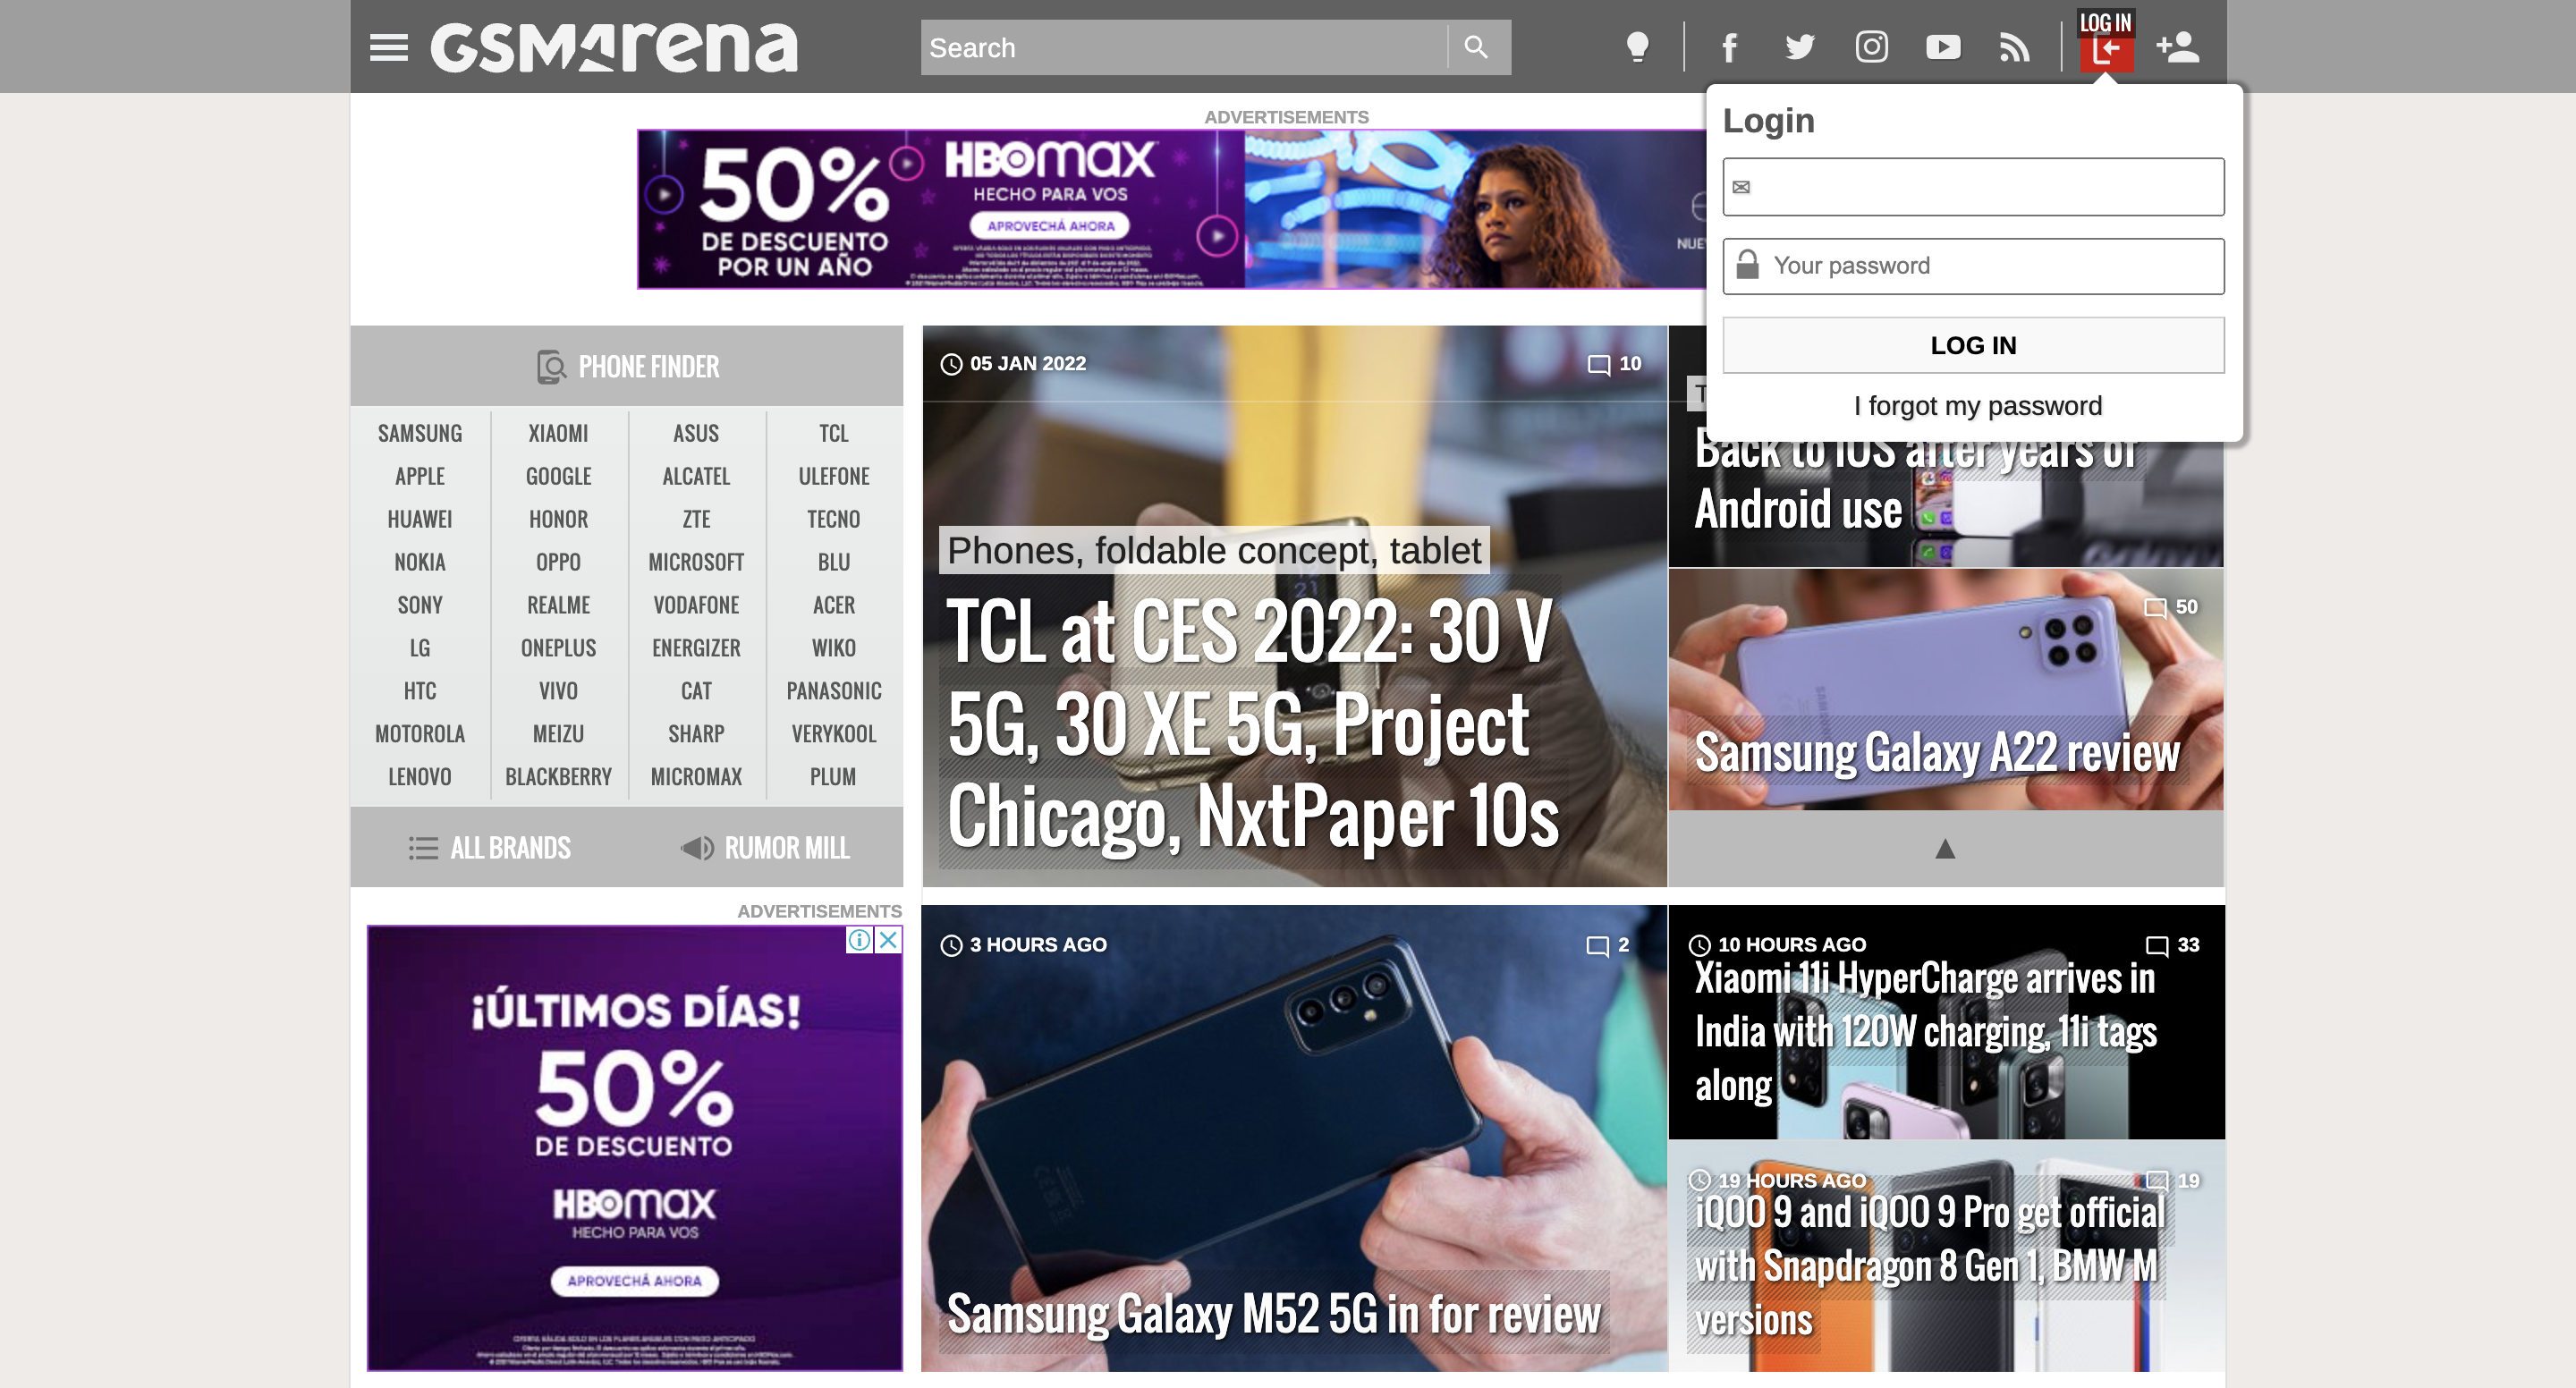 GSMArena
Search
LOG IN
Login
✉
Your password
LOG IN
I forgot my password
ADVERTISEMENTS
50%
DE DESCUENTO
POR UN AÑO
HBOMAX
HECHO PARA VOS
APROVECHÁ AHORA
PHONE FINDER
SAMSUNG XIAOMI ASUS TCL
APPLE GOOGLE ALCATEL ULEFONE
HUAWEI HONOR ZTE TECNO
NOKIA OPPO MICROSOFT BLU
SONY REALME VODAFONE ACER
LG ONEPLUS ENERGIZER WIKO
HTC VIVO CAT PANASONIC
MOTOROLA MEIZU SHARP VERYKOOL
LENOVO BLACKBERRY MICROMAX PLUM
ALL BRANDS RUMOR MILL
05 JAN 2022 10
Phones, foldable concept, tablet
TCL at CES 2022: 30 V
5G, 30 XE 5G, Project
Chicago, NxtPaper 10s
Back to iOS after years of
Android use
50
Samsung Galaxy A22 review
▲
ADVERTISEMENTS
¡ÚLTIMOS DÍAS!
50%
DE DESCUENTO
HBOMAX
HECHO PARA VOS
APROVECHÁ AHORA
3 HOURS AGO 2
Samsung Galaxy M52 5G in for review
10 HOURS AGO 33
Xiaomi 11i HyperCharge arrives in
India with 120W charging, 11i tags
along
19 HOURS AGO 19
iQOO 9 and iQOO 9 Pro get official
with Snapdragon 8 Gen 1, BMW M
versions